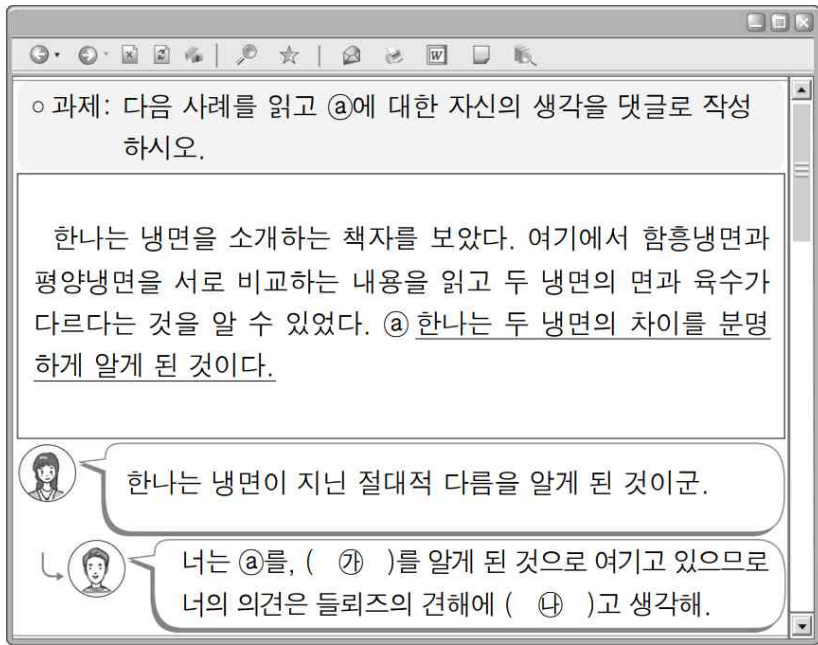 ○ 과제: 다음 사례를 읽고 ⓐ에 대한 자신의 생각을 댓글로 작성
하시오.
한나는 냉면을 소개하는 책자를 보았다. 여기에서 함흥냉면과
평양냉면을 서로 비교하는 내용을 읽고 두 냉면의 면과 육수가
다르다는 것을 알 수 있었다. ⓐ 한나는 두 냉면의 차이를 분명
하게 알게 된 것이다.
한나는 냉면이 지닌 절대적 다름을 알게 된 것이군.
너는 ⓐ를, ( ㉮ )를 알게 된 것으로 여기고 있으므로
너의 의견은 들뢰즈의 견해에 ( ㉯ )고 생각해.